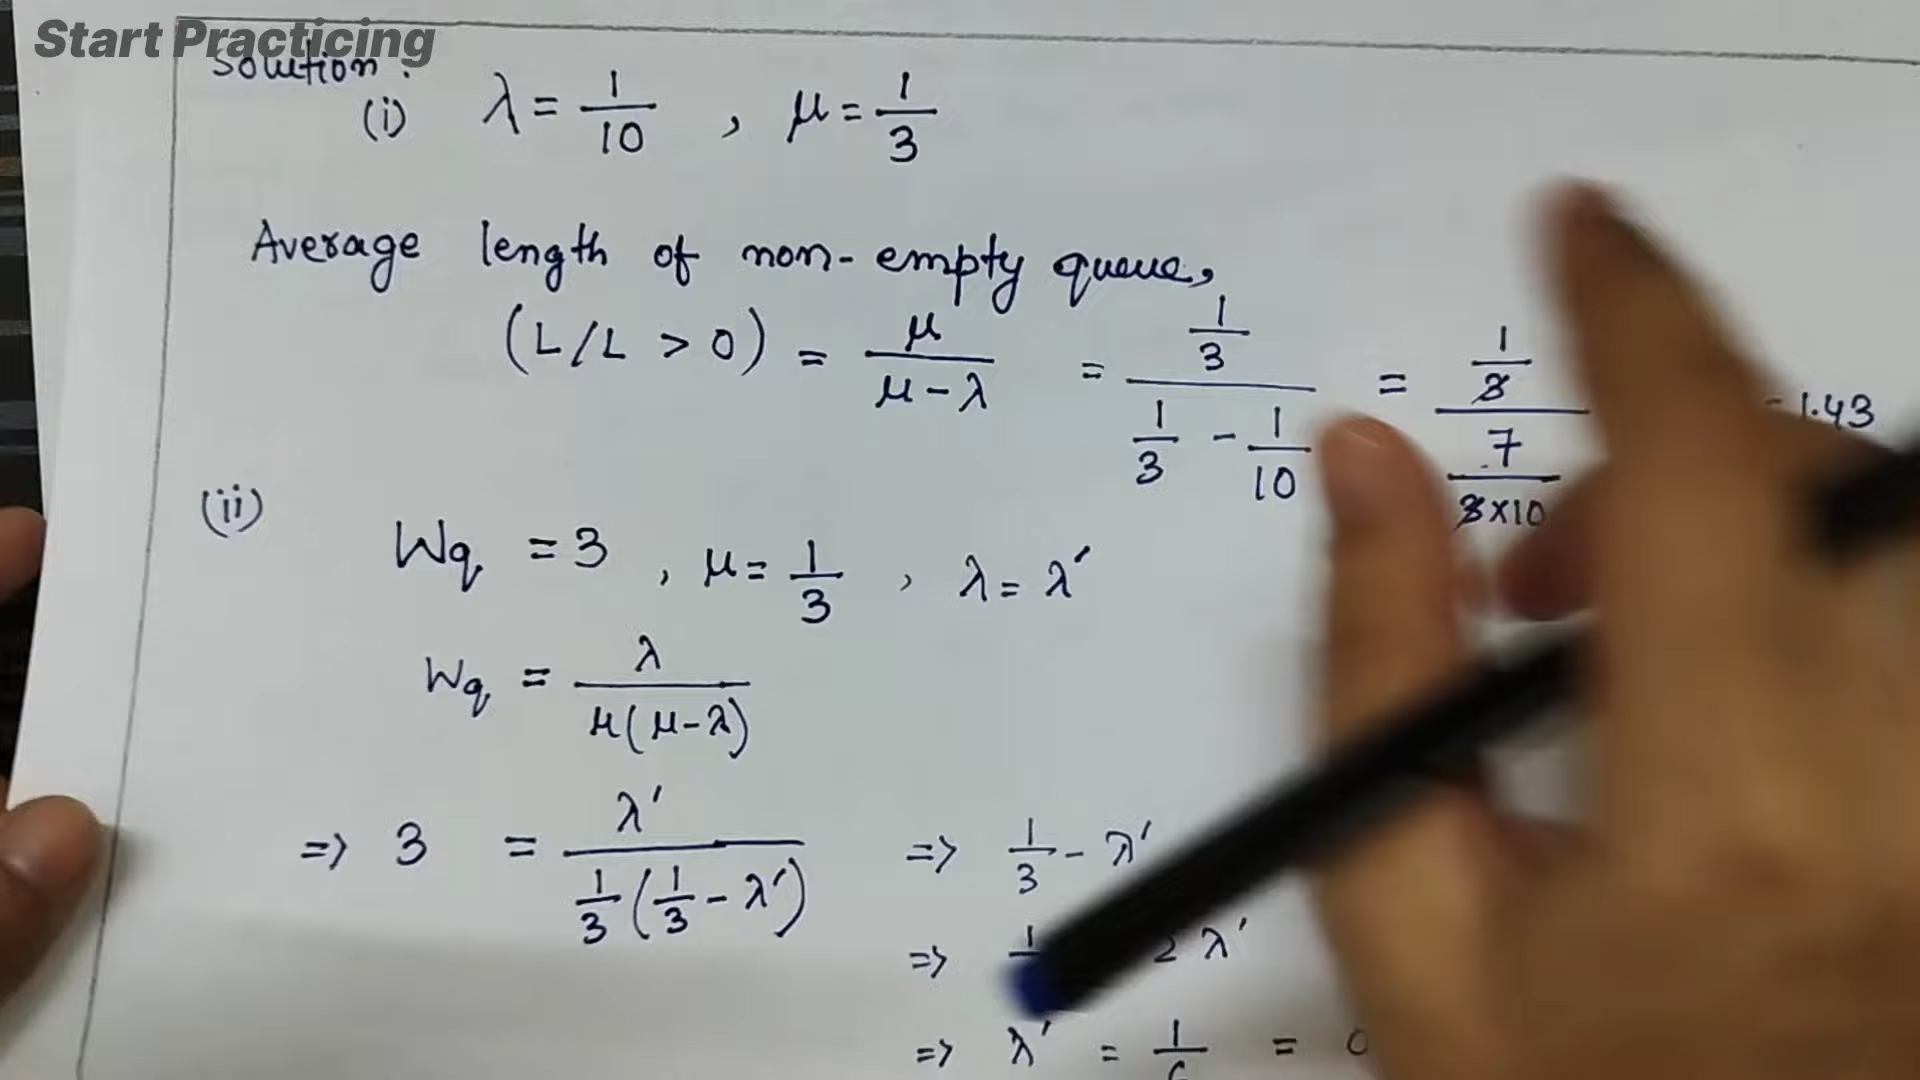 Start Practicing
Solution:
(i) λ = 1/10 , μ = 1/3
Average length of non-empty queue,
(L/L > 0) = μ/(μ-λ) = (1/3)/(1/3 - 1/10) = (1/3)/(7/(3×10)) 1.43
(ii)
Wq = 3 , μ = 1/3 , λ = λ'
Wq = λ/(μ(μ-λ))
=> 3 = λ'/(1/3(1/3 - λ')) => 1/3 - λ'
=> 2λ'
=> λ' = 1/6 =